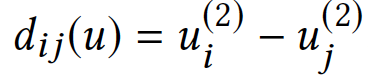 d_{ij}(u) = u_i^{(2)} − u_j^{(2)}